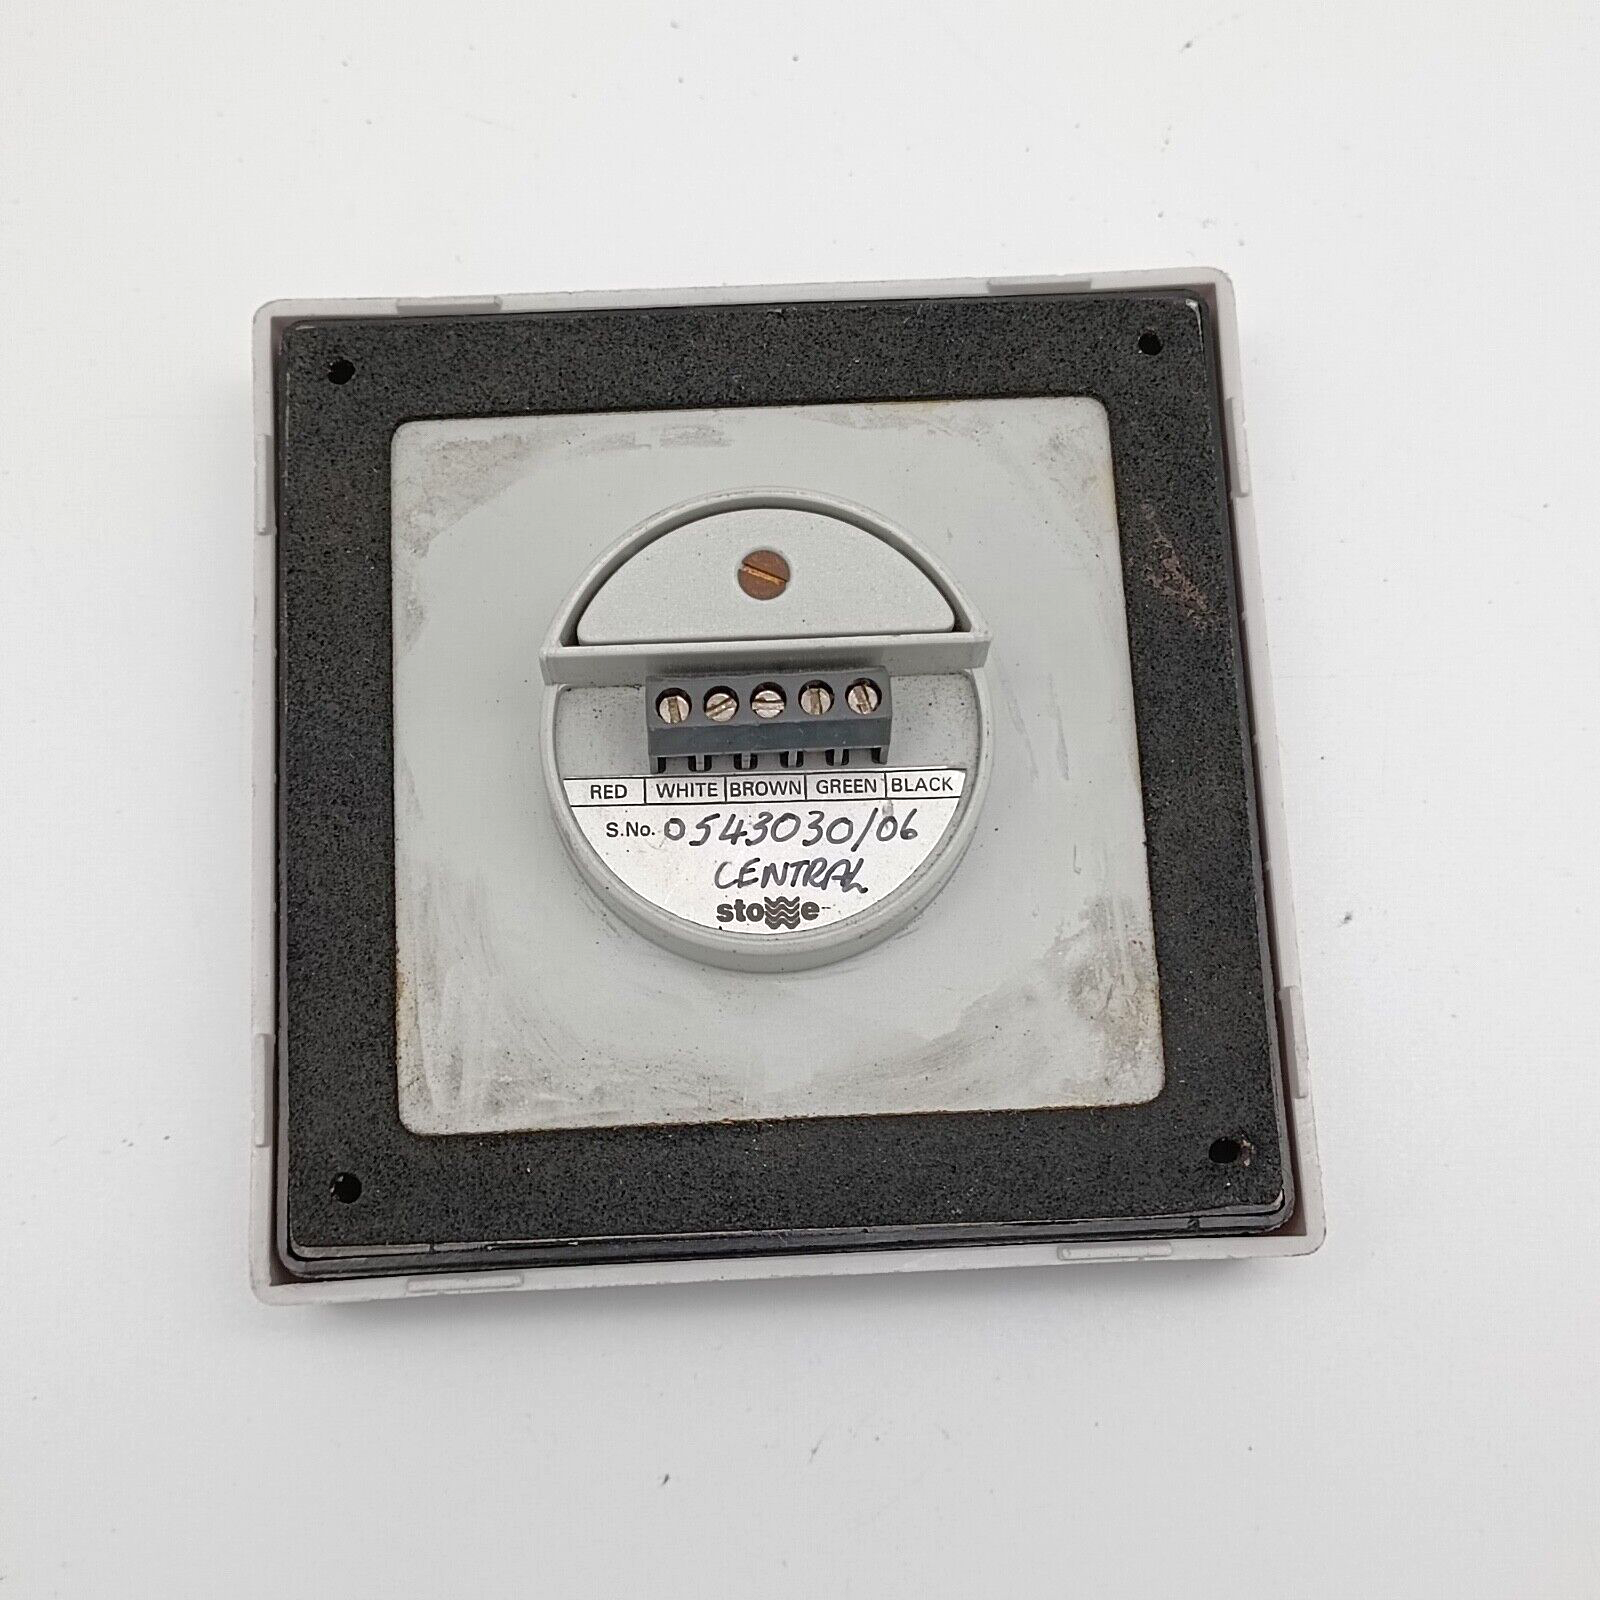 RED WHITE BROWN GREEN BLACK
S.No. 0543030/06
CENTRAL
stowe